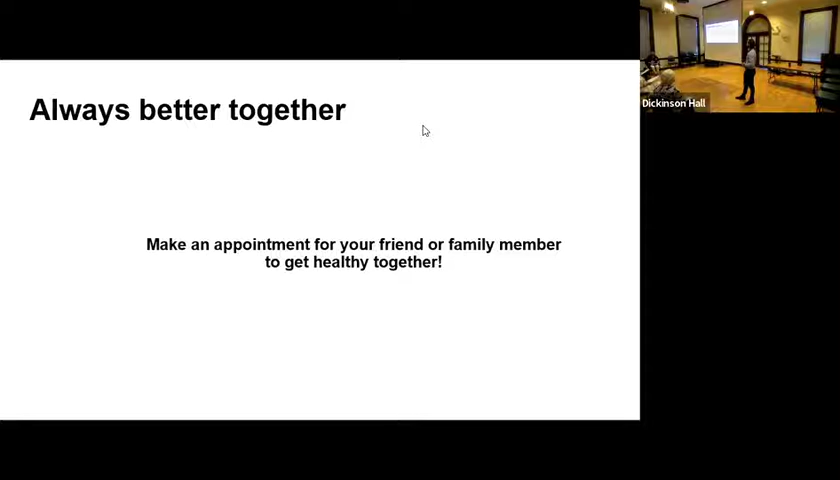 Always better together
Make an appointment for your friend or family member
to get healthy together!
Dickinson Hall